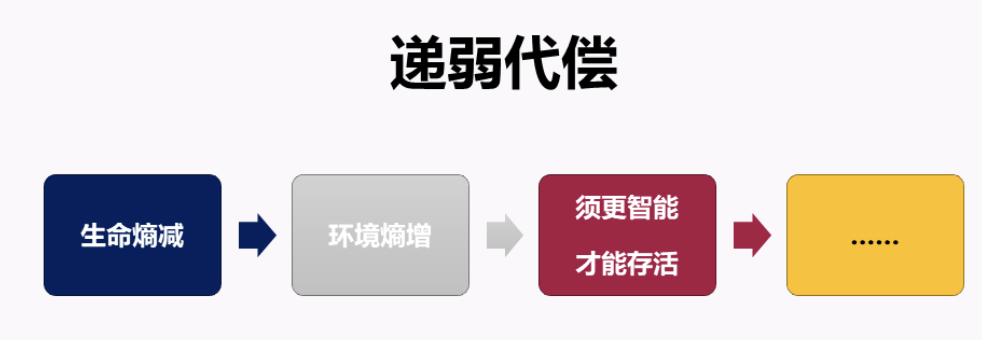 递弱代偿
生命熵减
环境熵增
须更智能
才能存活
......